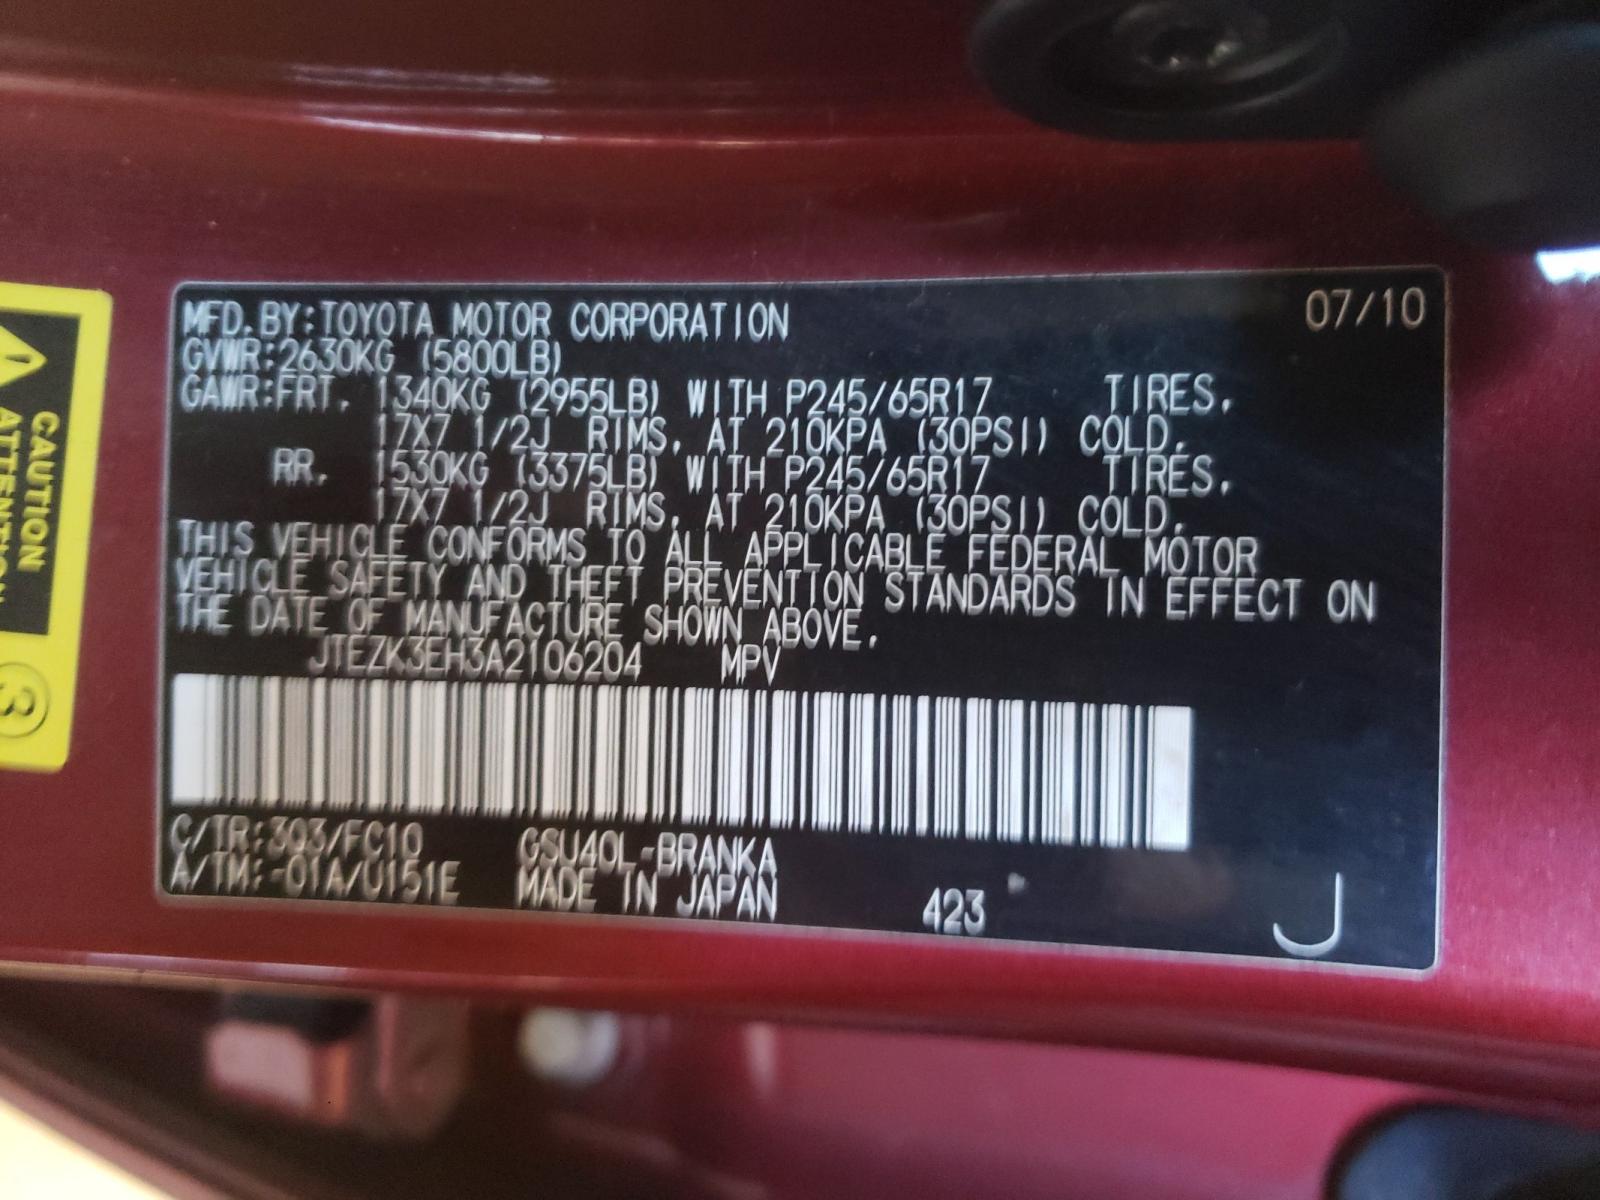 07/10
MFD.BY:TOYOTA MOTOR CORPORATION
GVWR:2630KG (5800LB)
GAWR:FRT. 1340KG (2955LB) WITH P245/65R17 TIRES.
17X7 1/2J RIMS, AT 210KPA (30PSI) COLD.
RR. 1530KG (3375LB) WITH P245/65R17 TIRES.
17X7 1/2J RIMS, AT 210KPA (30PSI) COLD.
THIS VEHICLE CONFORMS TO ALL APPLICABLE FEDERAL MOTOR
VEHICLE SAFETY AND THEFT PREVENTION STANDARDS IN EFFECT ON
THE DATE OF MANUFACTURE SHOWN ABOVE.
JTEZK3EH3A2106204 MPV
C/TR:3Q3/FC10 GSU40L-BRANKA
A/TM:-01A/U151E MADE IN JAPAN 423 J
CAUTION
ATTENTION
3